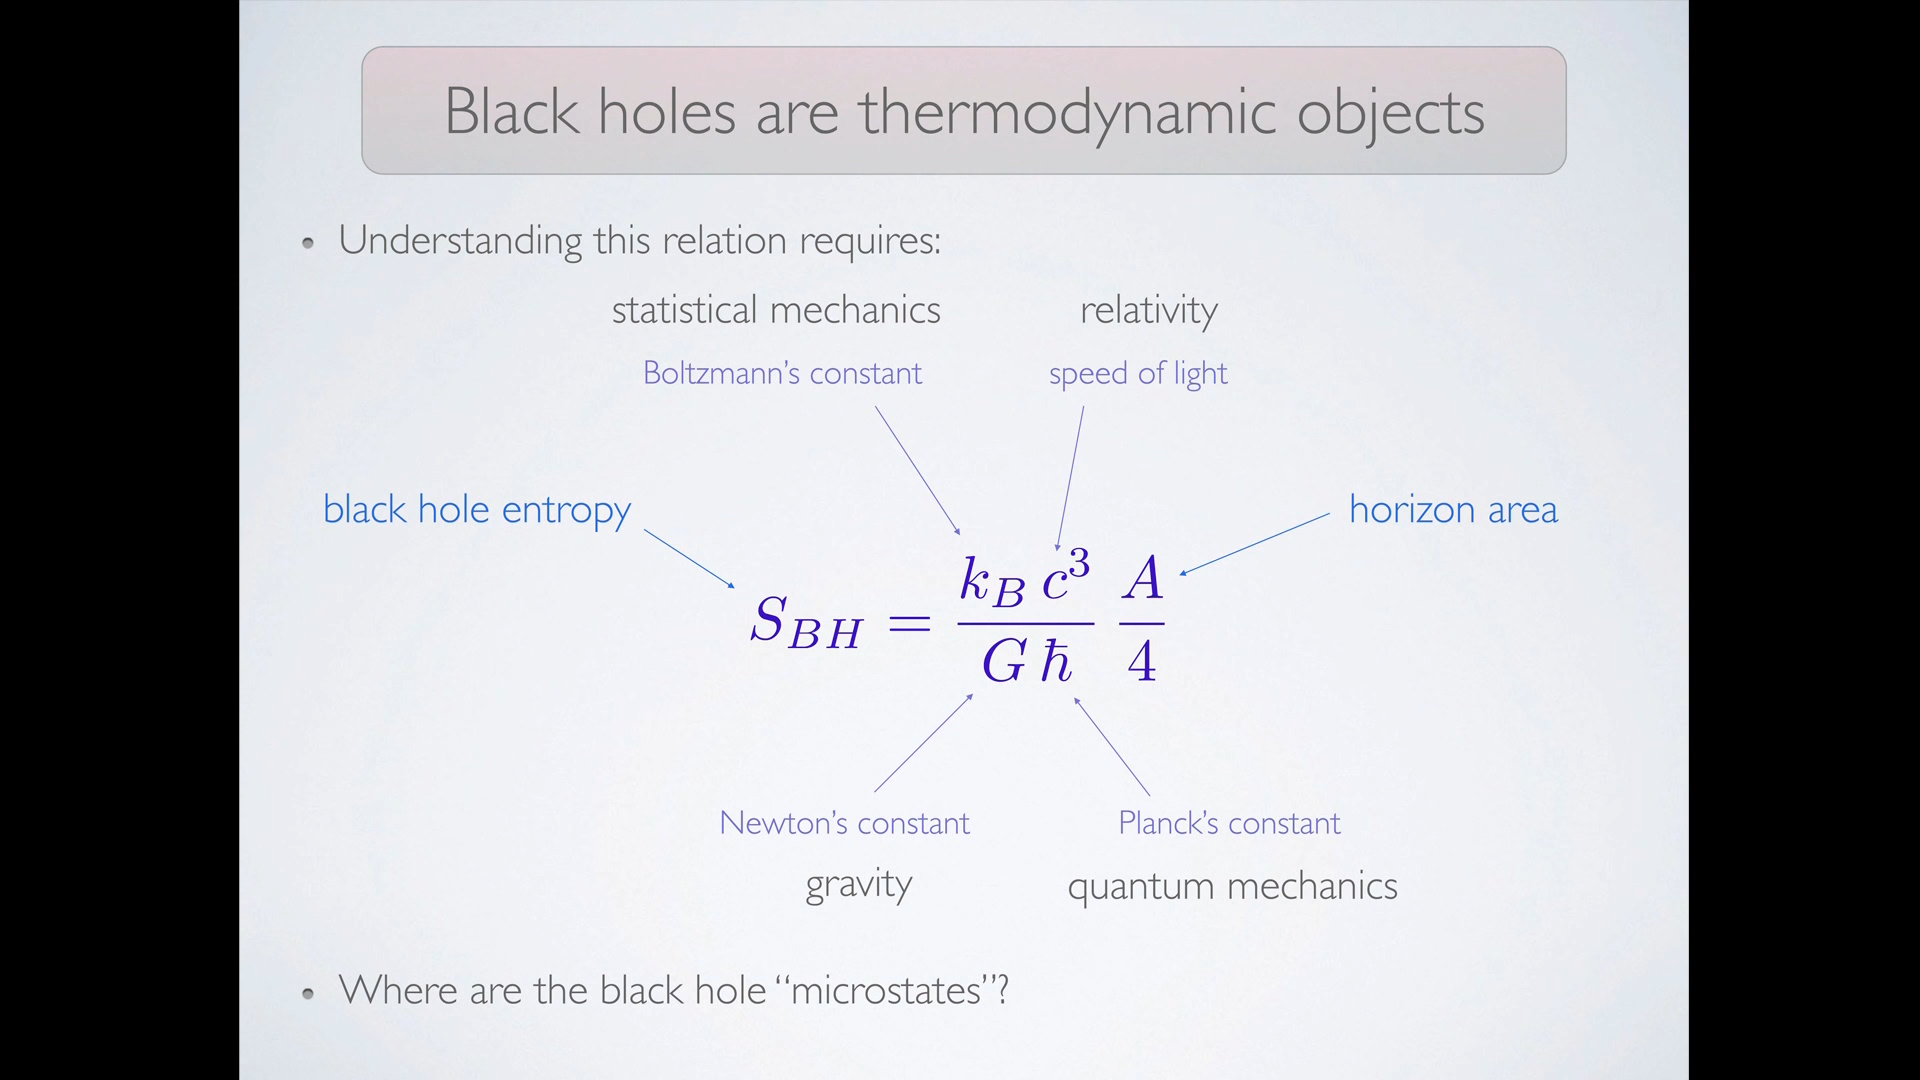 Black holes are thermodynamic objects
• Understanding this relation requires:
statistical mechanics relativity
Boltzmann’s constant speed of light
black hole entropy horizon area
S_{BH} = \frac{k_B c^3}{G ħ} \frac{A}{4}
Newton’s constant Planck’s constant
gravity quantum mechanics
• Where are the black hole “microstates”?